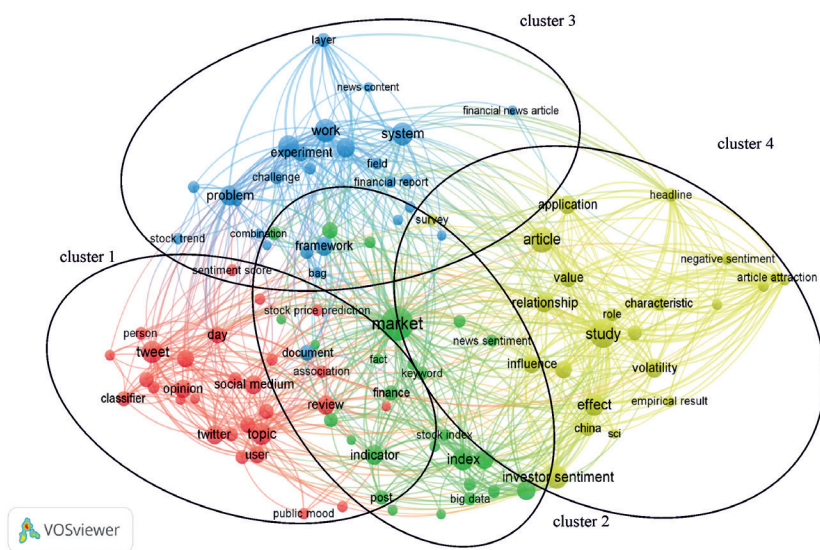 cluster 3
layer
news content
financial news article
work
system
cluster 4
experiment
field
challenge
financial report
headline
problem
application
survey
combination
stock trend
article
framework
cluster 1
negative sentiment
sentiment score
bag
value
article attraction
relationship
characteristic
stock price prediction
role
market
person
day
study
news sentiment
tweet
document
fact
influence
volatility
association
keyword
social medium
opinion
finance
classifier
review
effect
empirical result
twitter
topic
stock index
china
sci
user
indicator
index
investor sentiment
post
big data
public mood
cluster 2
VOSviewer